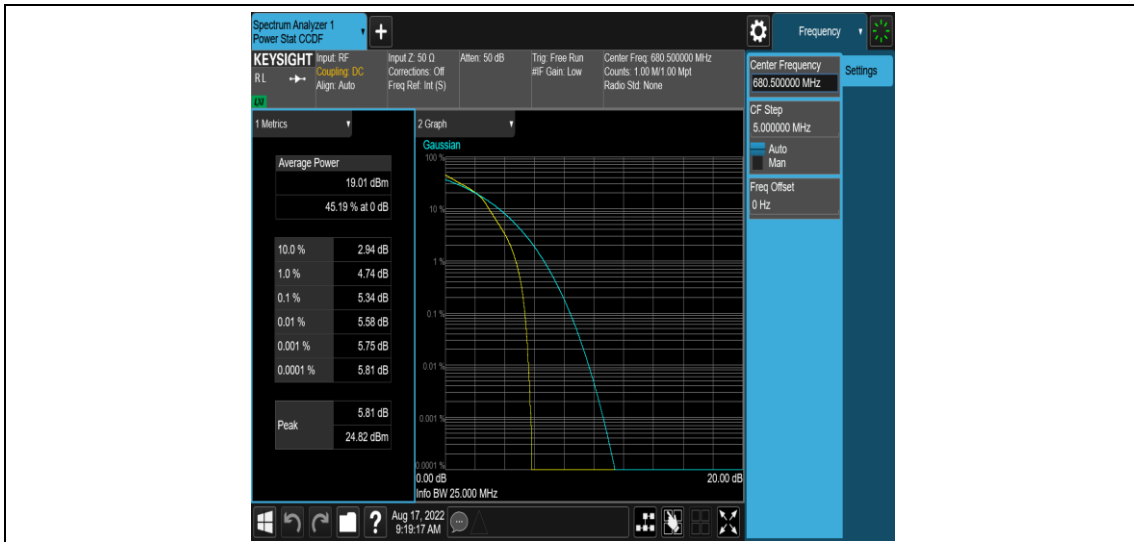 Spectrum Analyzer 1
Power Stat CCDF
Frequency
KEYSIGHT
Input: RF
Coupling: DC
Align: Auto
RL
LXI
Input Z: 50 Ω
Corrections: Off
Freq Ref: Int (S)
Atten: 50 dB
Trig: Free Run
#IF Gain: Low
Center Freq: 680.500000 MHz
Counts: 1.00 M/1.00 Mpt
Radio Std: None
Center Frequency
680.500000 MHz
Settings
CF Step
5.000000 MHz
Auto
Man
Freq Offset
0 Hz
1 Metrics
Average Power
19.01 dBm
45.19 % at 0 dB
10.0 % 2.94 dB
1.0 % 4.74 dB
0.1 % 5.34 dB
0.01 % 5.58 dB
0.001 % 5.75 dB
0.0001 % 5.81 dB
Peak
5.81 dB
24.82 dBm
2 Graph
Gaussian
100 %
10 %
1 %
0.1 %
0.01 %
0.001 %
0.0001 %
0.00 dB 20.00 dB
Info BW 25.000 MHz
Aug 17, 2022
9:19:17 AM